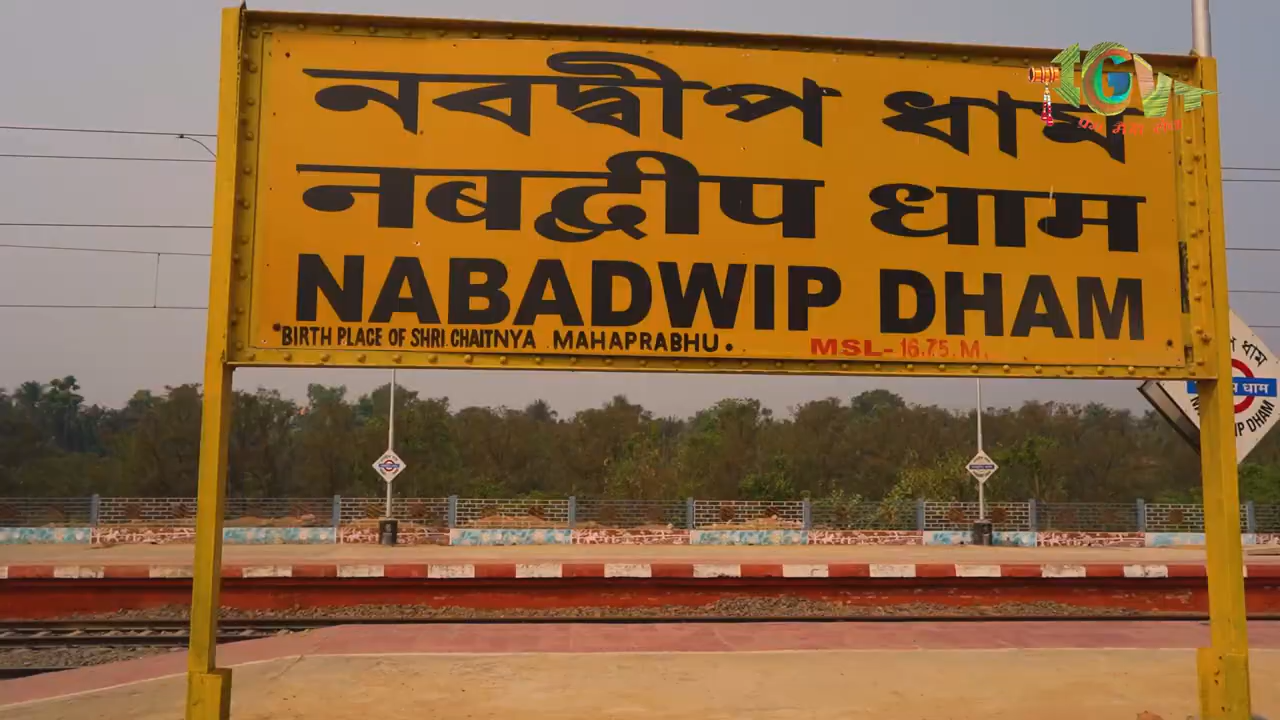 নবদ্বীপ ধাম
नबद्वीप धाम
NABADWIP DHAM
BIRTH PLACE OF SHRI CHAITNYA MAHAPRABHU.
MSL-16.75.M.